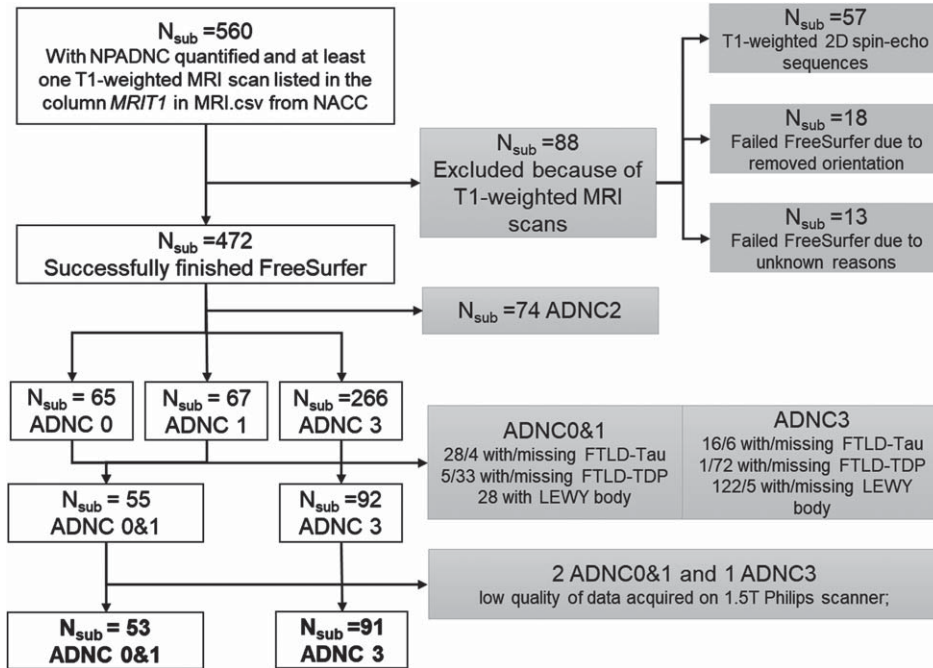 N_sub =560
With NPADNC quantified and at least
one T1-weighted MRI scan listed in the
column MRIT1 in MRI.csv from NACC
N_sub =57
T1-weighted 2D spin-echo
sequences
N_sub =88
Excluded because of
T1-weighted MRI
scans
N_sub =18
Failed FreeSurfer due to
removed orientation
N_sub =13
Failed FreeSurfer due to
unknown reasons
N_sub =472
Successfully finished FreeSurfer
N_sub =74 ADNC2
N_sub = 65
ADNC 0
N_sub = 67
ADNC 1
N_sub =266
ADNC 3
ADNC0&1
28/4 with/missing FTLD-Tau
5/33 with/missing FTLD-TDP
28 with LEWY body
ADNC3
16/6 with/missing FTLD-Tau
1/72 with/missing FTLD-TDP
122/5 with/missing LEWY
body
N_sub = 55
ADNC 0&1
N_sub =92
ADNC 3
2 ADNC0&1 and 1 ADNC3
low quality of data acquired on 1.5T Philips scanner;
N_sub = 53
ADNC 0&1
N_sub =91
ADNC 3